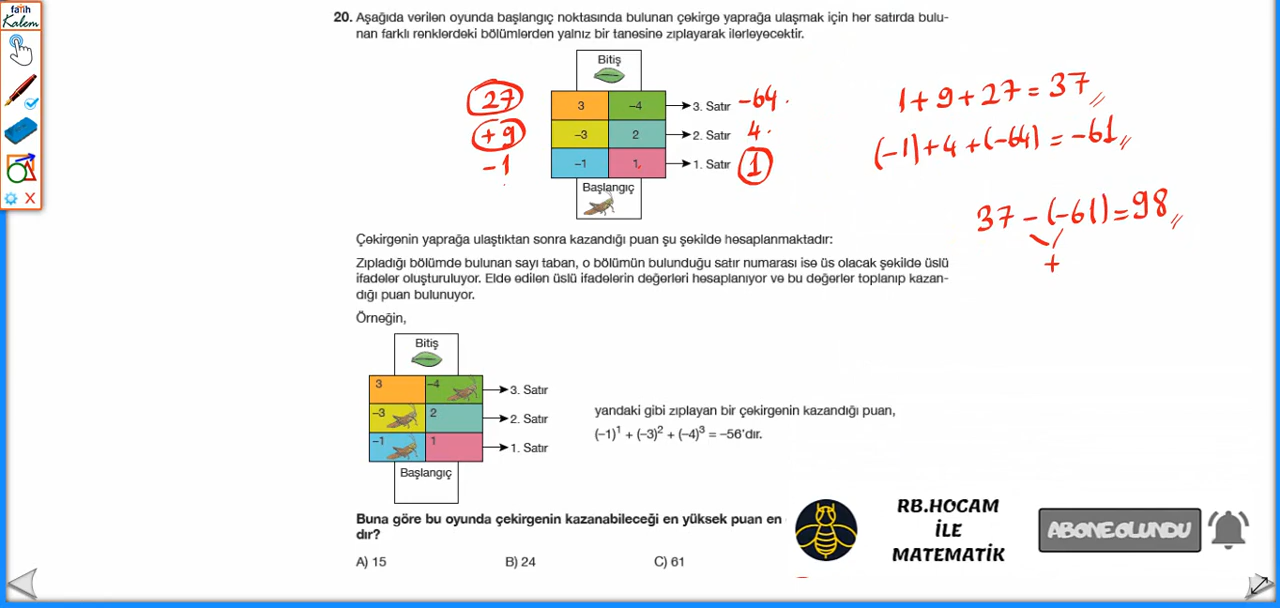 fatih
Kalem
20. Aşağıda verilen oyunda başlangıç noktasında bulunan çekirge yaprağa ulaşmak için her satırda bulu-
nan farklı renklerdeki bölümlerden yalnız bir tanesine zıplayarak ilerleyecektir.
Bitiş
27 3 -4 3. Satır -64
+9 -3 2 2. Satır 4
-1 -1 1 1. Satır 1
Başlangıç
1+9+27=37
(-1)+4+(-64)=-61
37-(-61)=98
+
Çekirgenin yaprağa ulaştıktan sonra kazandığı puan şu şekilde hesaplanmaktadır:
Zıpladığı bölümde bulunan sayı taban, o bölümün bulunduğu satır numarası ise üs olacak şekilde üslü
ifadeler oluşturuluyor. Elde edilen üslü ifadelerin değerleri hesaplanıyor ve bu değerler toplanıp kazan-
dığı puan bulunuyor.
Örneğin,
Bitiş
3 -4 3. Satır
-3 2 2. Satır
-1 1 1. Satır
Başlangıç
yandaki gibi zıplayan bir çekirgenin kazandığı puan,
(-1)¹ + (-3)² + (-4)³ = -56'dır.
Buna göre bu oyunda çekirgenin kazanabileceği en yüksek puan en
dır?
A) 15 B) 24 C) 61
RB.HOCAM
İLE
MATEMATİK
ABONE OLUNDU